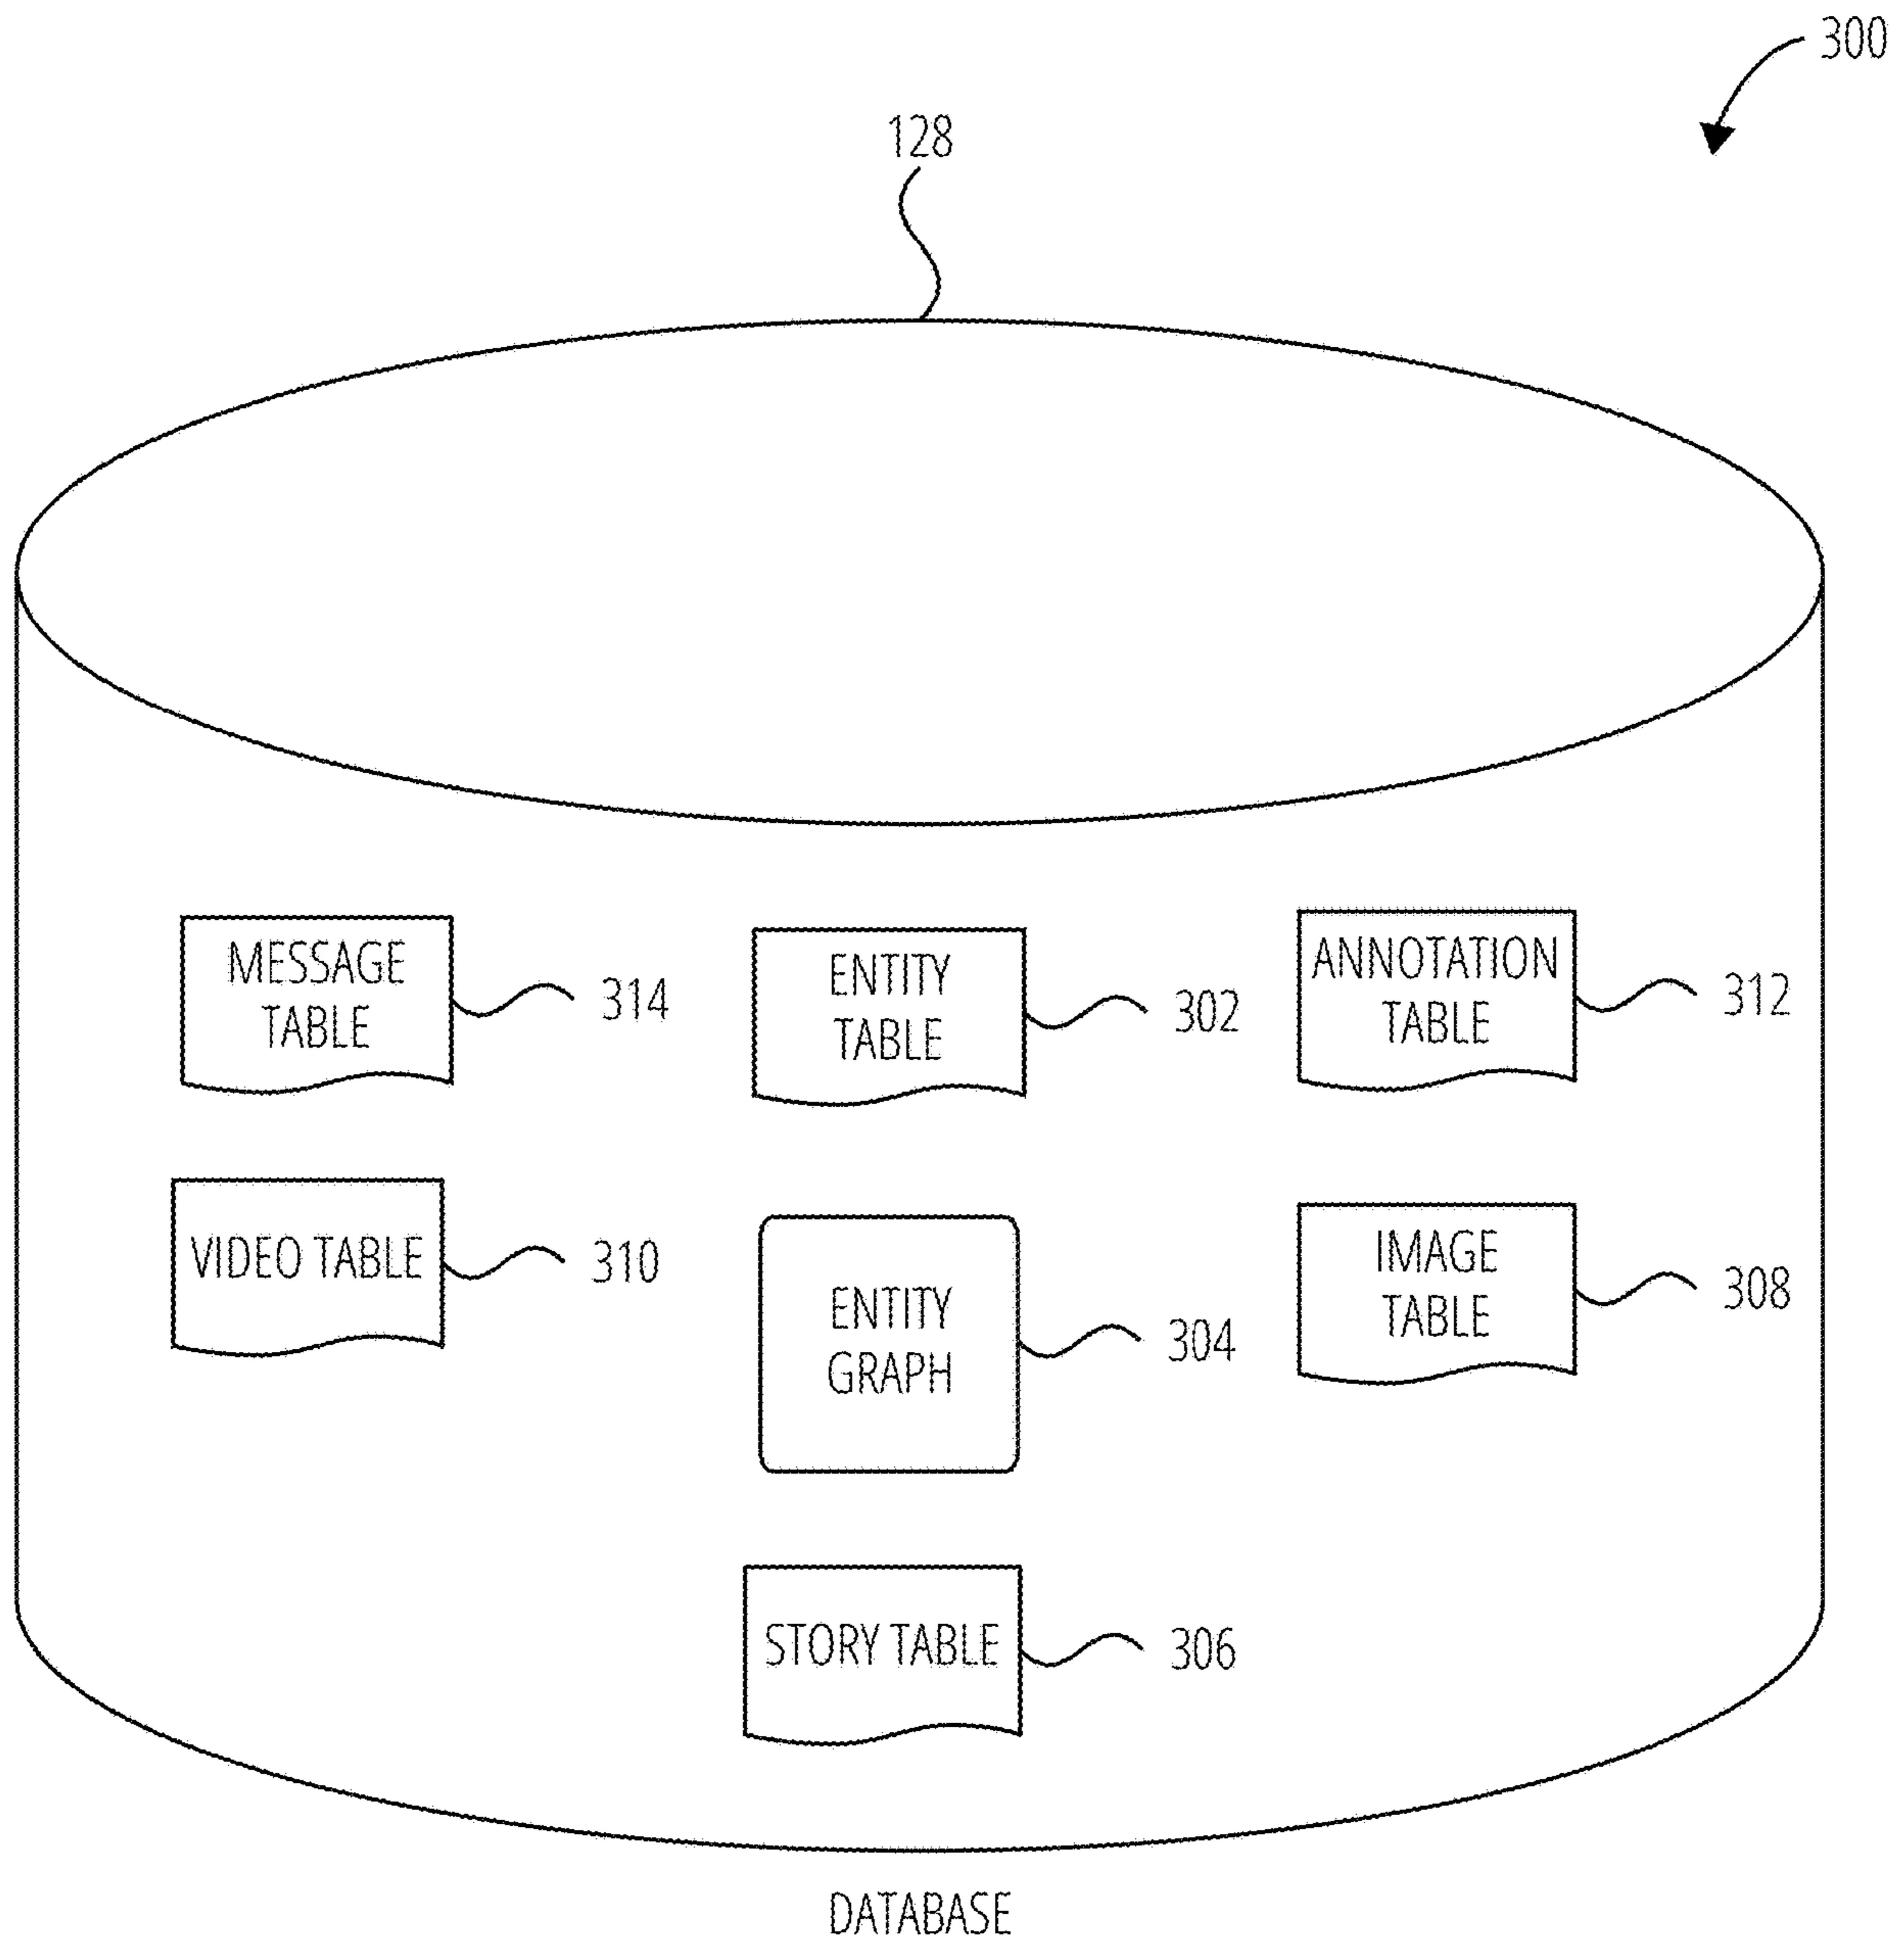 300
128
MESSAGE
TABLE
314
ENTITY
TABLE
302
ANNOTATION
TABLE
312
VIDEO TABLE
310
ENTITY
GRAPH
304
IMAGE
TABLE
308
STORY TABLE
306
DATABASE